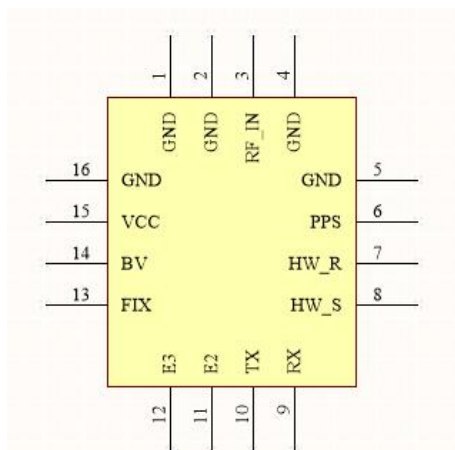 1 2 3 4
GND GND RF_IN GND
16 GND GND 5
15 VCC PPS 6
14 BV HW_R 7
13 FIX HW_S 8
E3 E2 TX RX
12 11 10 9